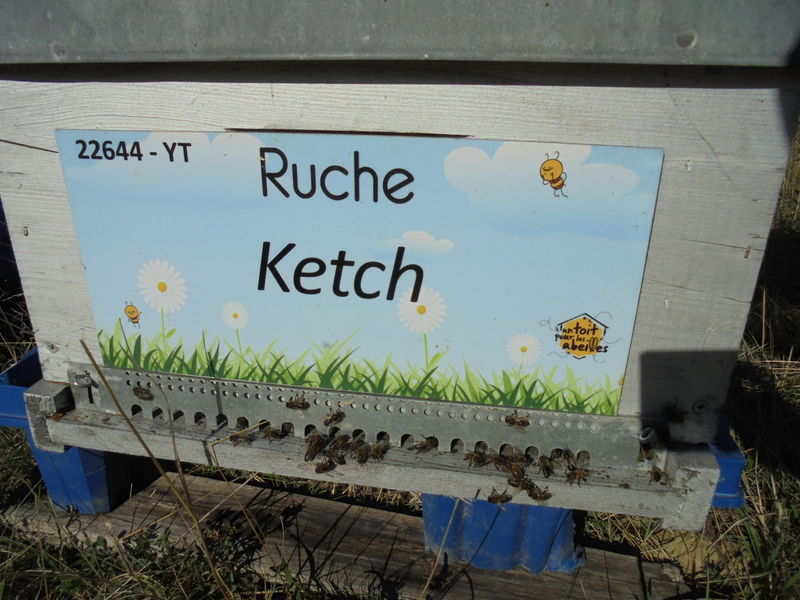 22644 - YT
Ruche
Ketch
un toit
pour les
abeilles